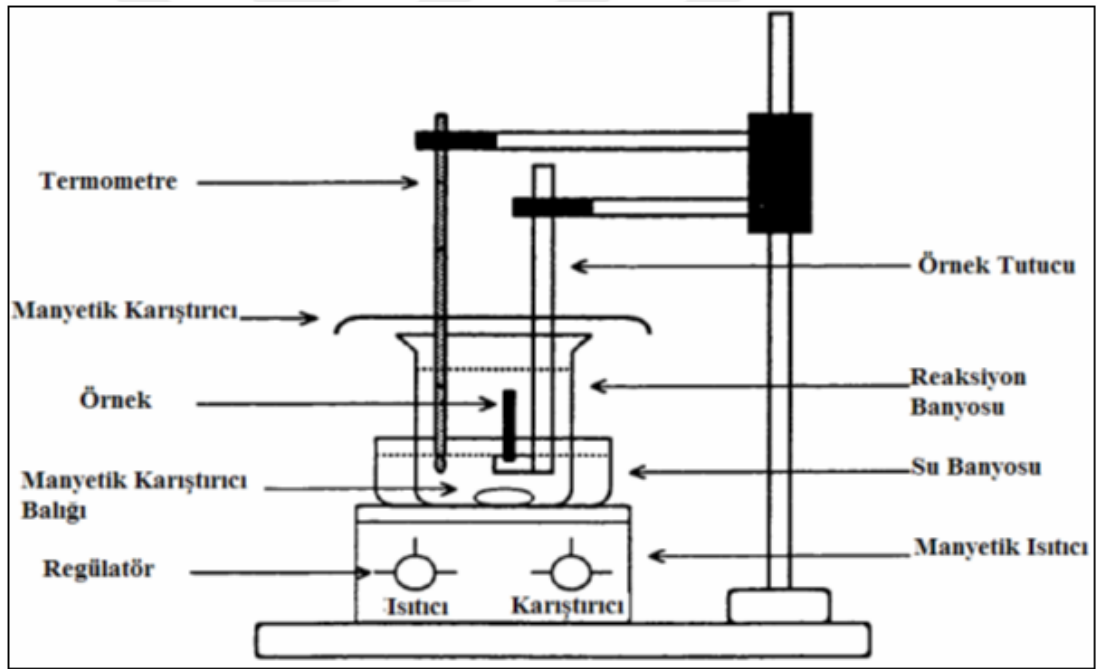 Termometre
Örnek Tutucu
Manyetik Karıştırıcı
Reaksiyon
Banyosu
Örnek
Su Banyosu
Manyetik Karıştırıcı
Balığı
Manyetik Isıtıcı
Regülatör
Isıtıcı
Karıştırıcı